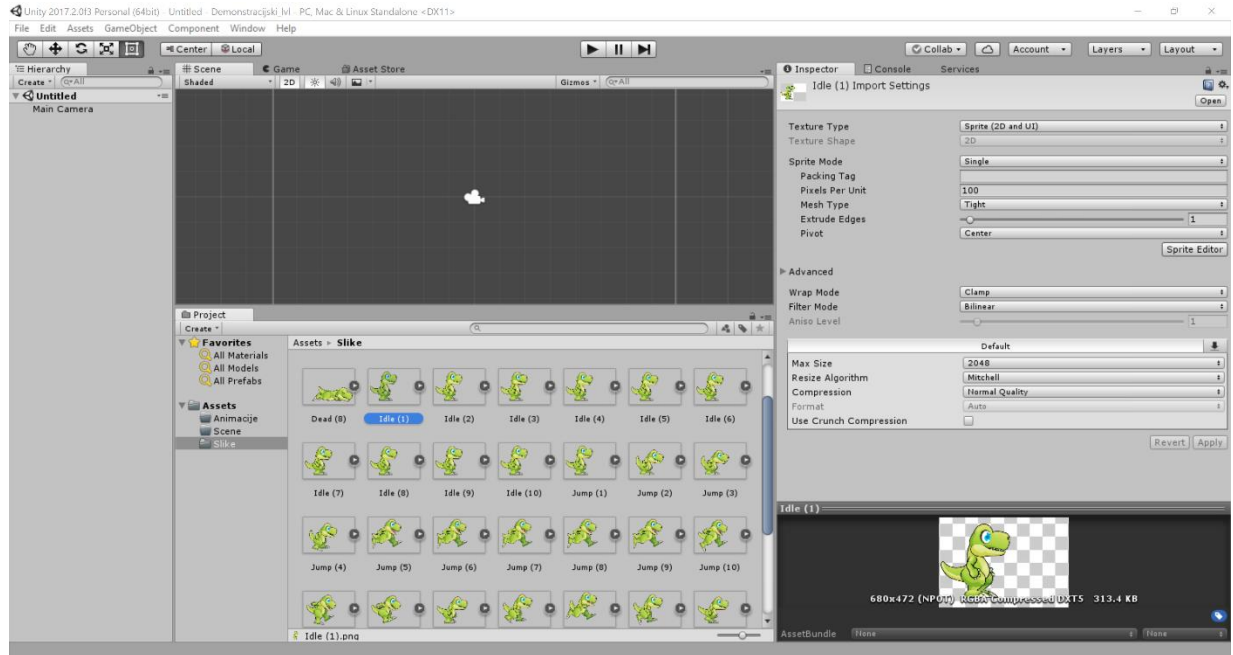 Unity 2017.2.0f3 Personal (64bit) - Untitled - Demonstracijski_lvl - PC, Mac & Linux Standalone <DX11>
File Edit Assets GameObject Component Window Help
Center Local Collab Account Layers Layout
Hierarchy
Create All
Untitled
Main Camera
Scene Game Asset Store
Shaded 2D Gizmos All
Project
Create
Favorites
All Materials
All Models
All Prefabs
Assets
Animacije
Scene
Slike
Assets Slike
Dead (8) Idle (1) Idle (2) Idle (3) Idle (4) Idle (5) Idle (6)
Idle (7) Idle (8) Idle (9) Idle (10) Jump (1) Jump (2) Jump (3)
Jump (4) Jump (5) Jump (6) Jump (7) Jump (8) Jump (9) Jump (10)
Idle (1).png
Inspector Console Services
Idle (1) Import Settings
Open
Texture Type Sprite (2D and UI)
Texture Shape 2D
Sprite Mode Single
Packing Tag
Pixels Per Unit 100
Mesh Type Tight
Extrude Edges 1
Pivot Center
Sprite Editor
Advanced
Wrap Mode Clamp
Filter Mode Bilinear
Aniso Level 1
Default
Max Size 2048
Resize Algorithm Mitchell
Compression Normal Quality
Format Auto
Use Crunch Compression
Revert Apply
Idle (1)
680x472 (NPOT) RGBA Compressed DXT5 313.4 KB
AssetBundle None None